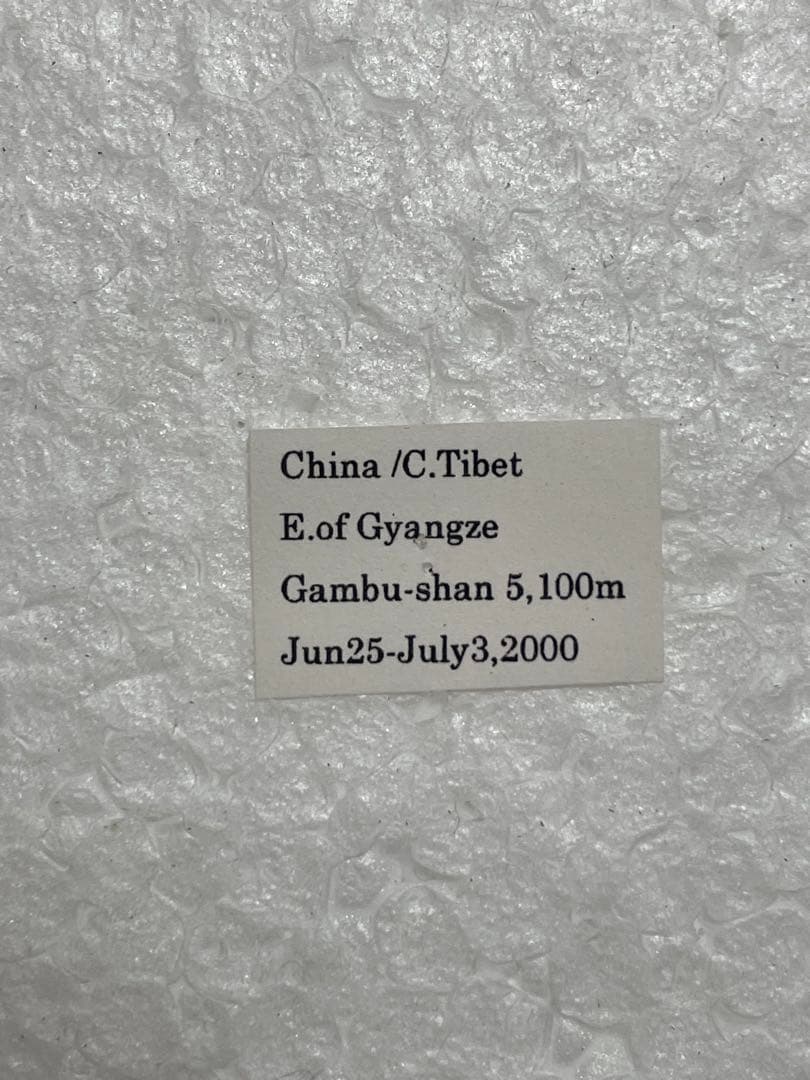 China /C.Tibet
E.of Gyangze
Gambu-shan 5,100m
Jun25-July3,2000